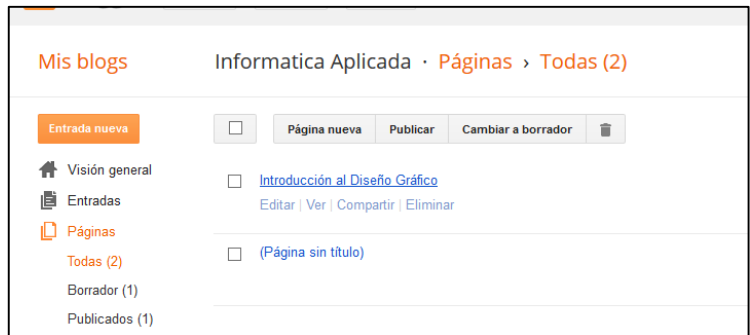 Mis blogs
Informatica Aplicada · Páginas › Todas (2)
Entrada nueva
Página nueva
Publicar
Cambiar a borrador
Visión general
Entradas
Páginas
Todas (2)
Borrador (1)
Publicados (1)
Introducción al Diseño Gráfico
Editar | Ver | Compartir | Eliminar
(Página sin título)